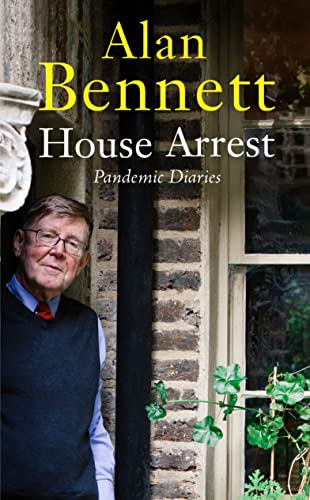 Alan
Bennett
House Arrest
Pandemic Diaries